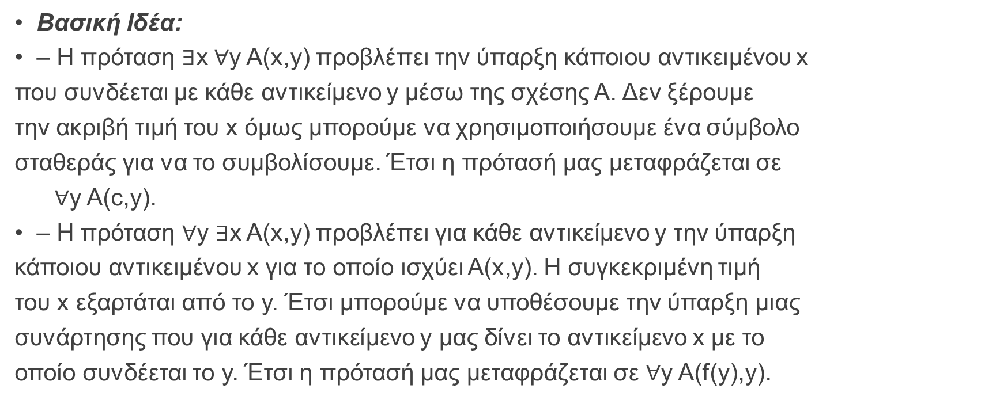 • Βασική Ιδέα:
• – Η πρόταση ∃x ∀y A(x,y) προβλέπει την ύπαρξη κάποιου αντικειμένου x
που συνδέεται με κάθε αντικείμενο y μέσω της σχέσης Α. Δεν ξέρουμε
την ακριβή τιμή του x όμως μπορούμε να χρησιμοποιήσουμε ένα σύμβολο
σταθεράς για να το συμβολίσουμε. Έτσι η πρότασή μας μεταφράζεται σε
∀y A(c,y).
• – Η πρόταση ∀y ∃x A(x,y) προβλέπει για κάθε αντικείμενο y την ύπαρξη
κάποιου αντικειμένου x για το οποίο ισχύει A(x,y). Η συγκεκριμένη τιμή
του x εξαρτάται από το y. Έτσι μπορούμε να υποθέσουμε την ύπαρξη μιας
συνάρτησης που για κάθε αντικείμενο y μας δίνει το αντικείμενο x με το
οποίο συνδέεται το y. Έτσι η πρότασή μας μεταφράζεται σε ∀y A(f(y),y).